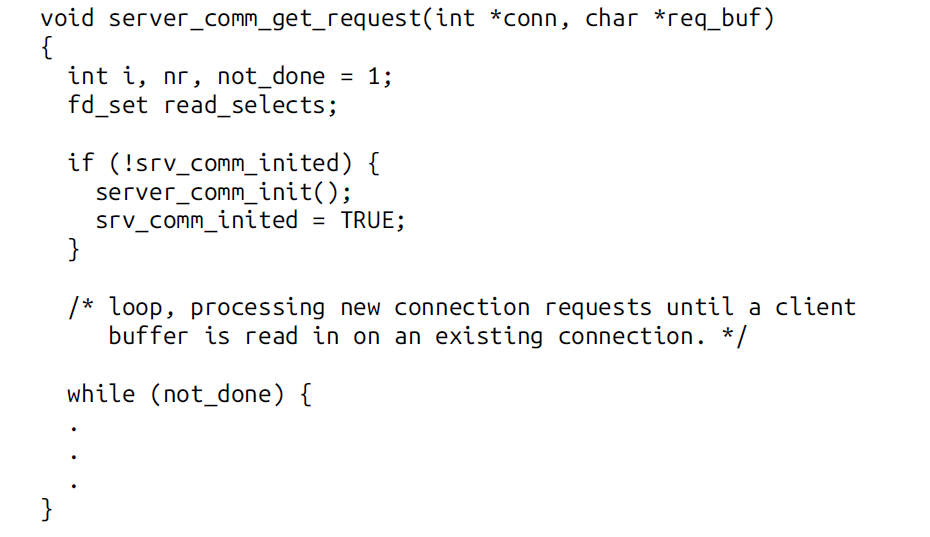 void server_comm_get_request(int *conn, char *req_buf)
{
  int i, nr, not_done = 1;
  fd_set read_selects;

  if (!srv_comm_inited) {
    server_comm_init();
    srv_comm_inited = TRUE;
  }

  /* loop, processing new connection requests until a client
     buffer is read in on an existing connection. */

  while (not_done) {
  .
  .
  .
}